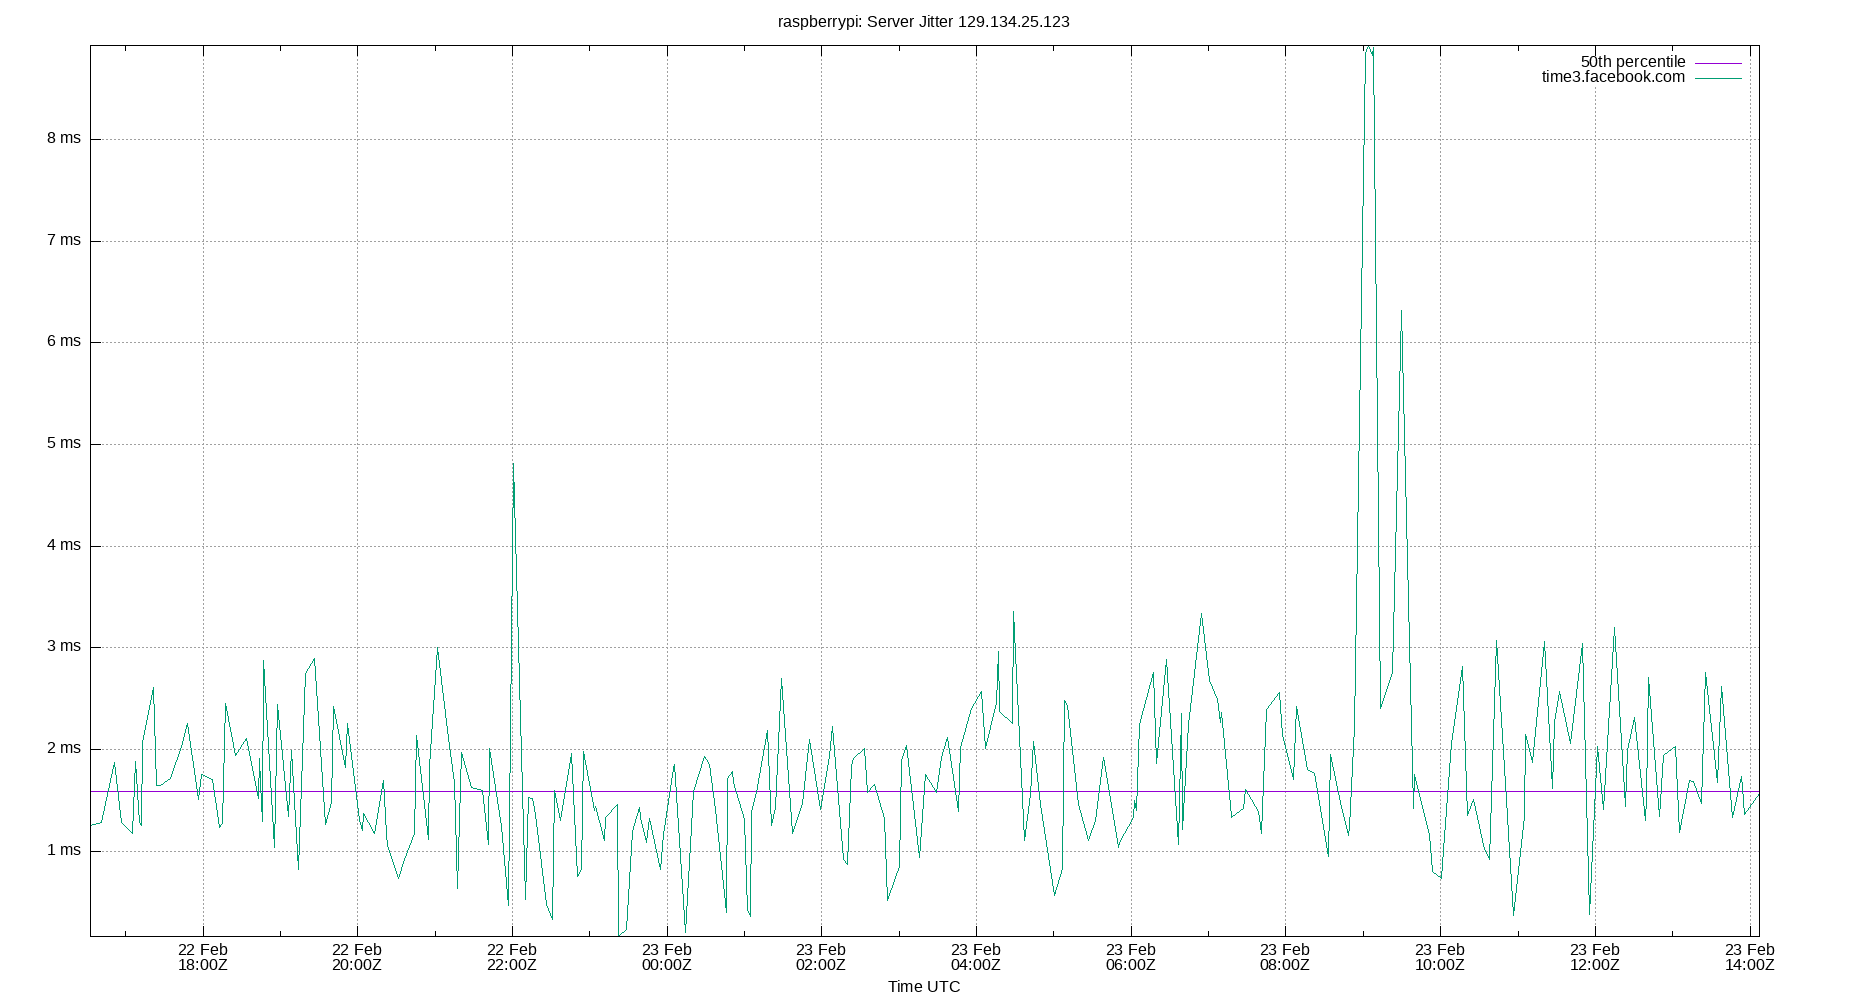 raspberrypi: Server Jitter 129.134.25.123
50th percentile
time3.facebook.com
8 ms
7 ms
6 ms
5 ms
4 ms
3 ms
2 ms
1 ms
22 Feb 22 Feb 22 Feb 23 Feb 23 Feb 23 Feb 23 Feb 23 Feb 23 Feb 23 Feb 23 Feb
18:00Z 20:00Z 22:00Z 00:00Z 02:00Z 04:00Z 06:00Z 08:00Z 10:00Z 12:00Z 14:00Z
Time UTC